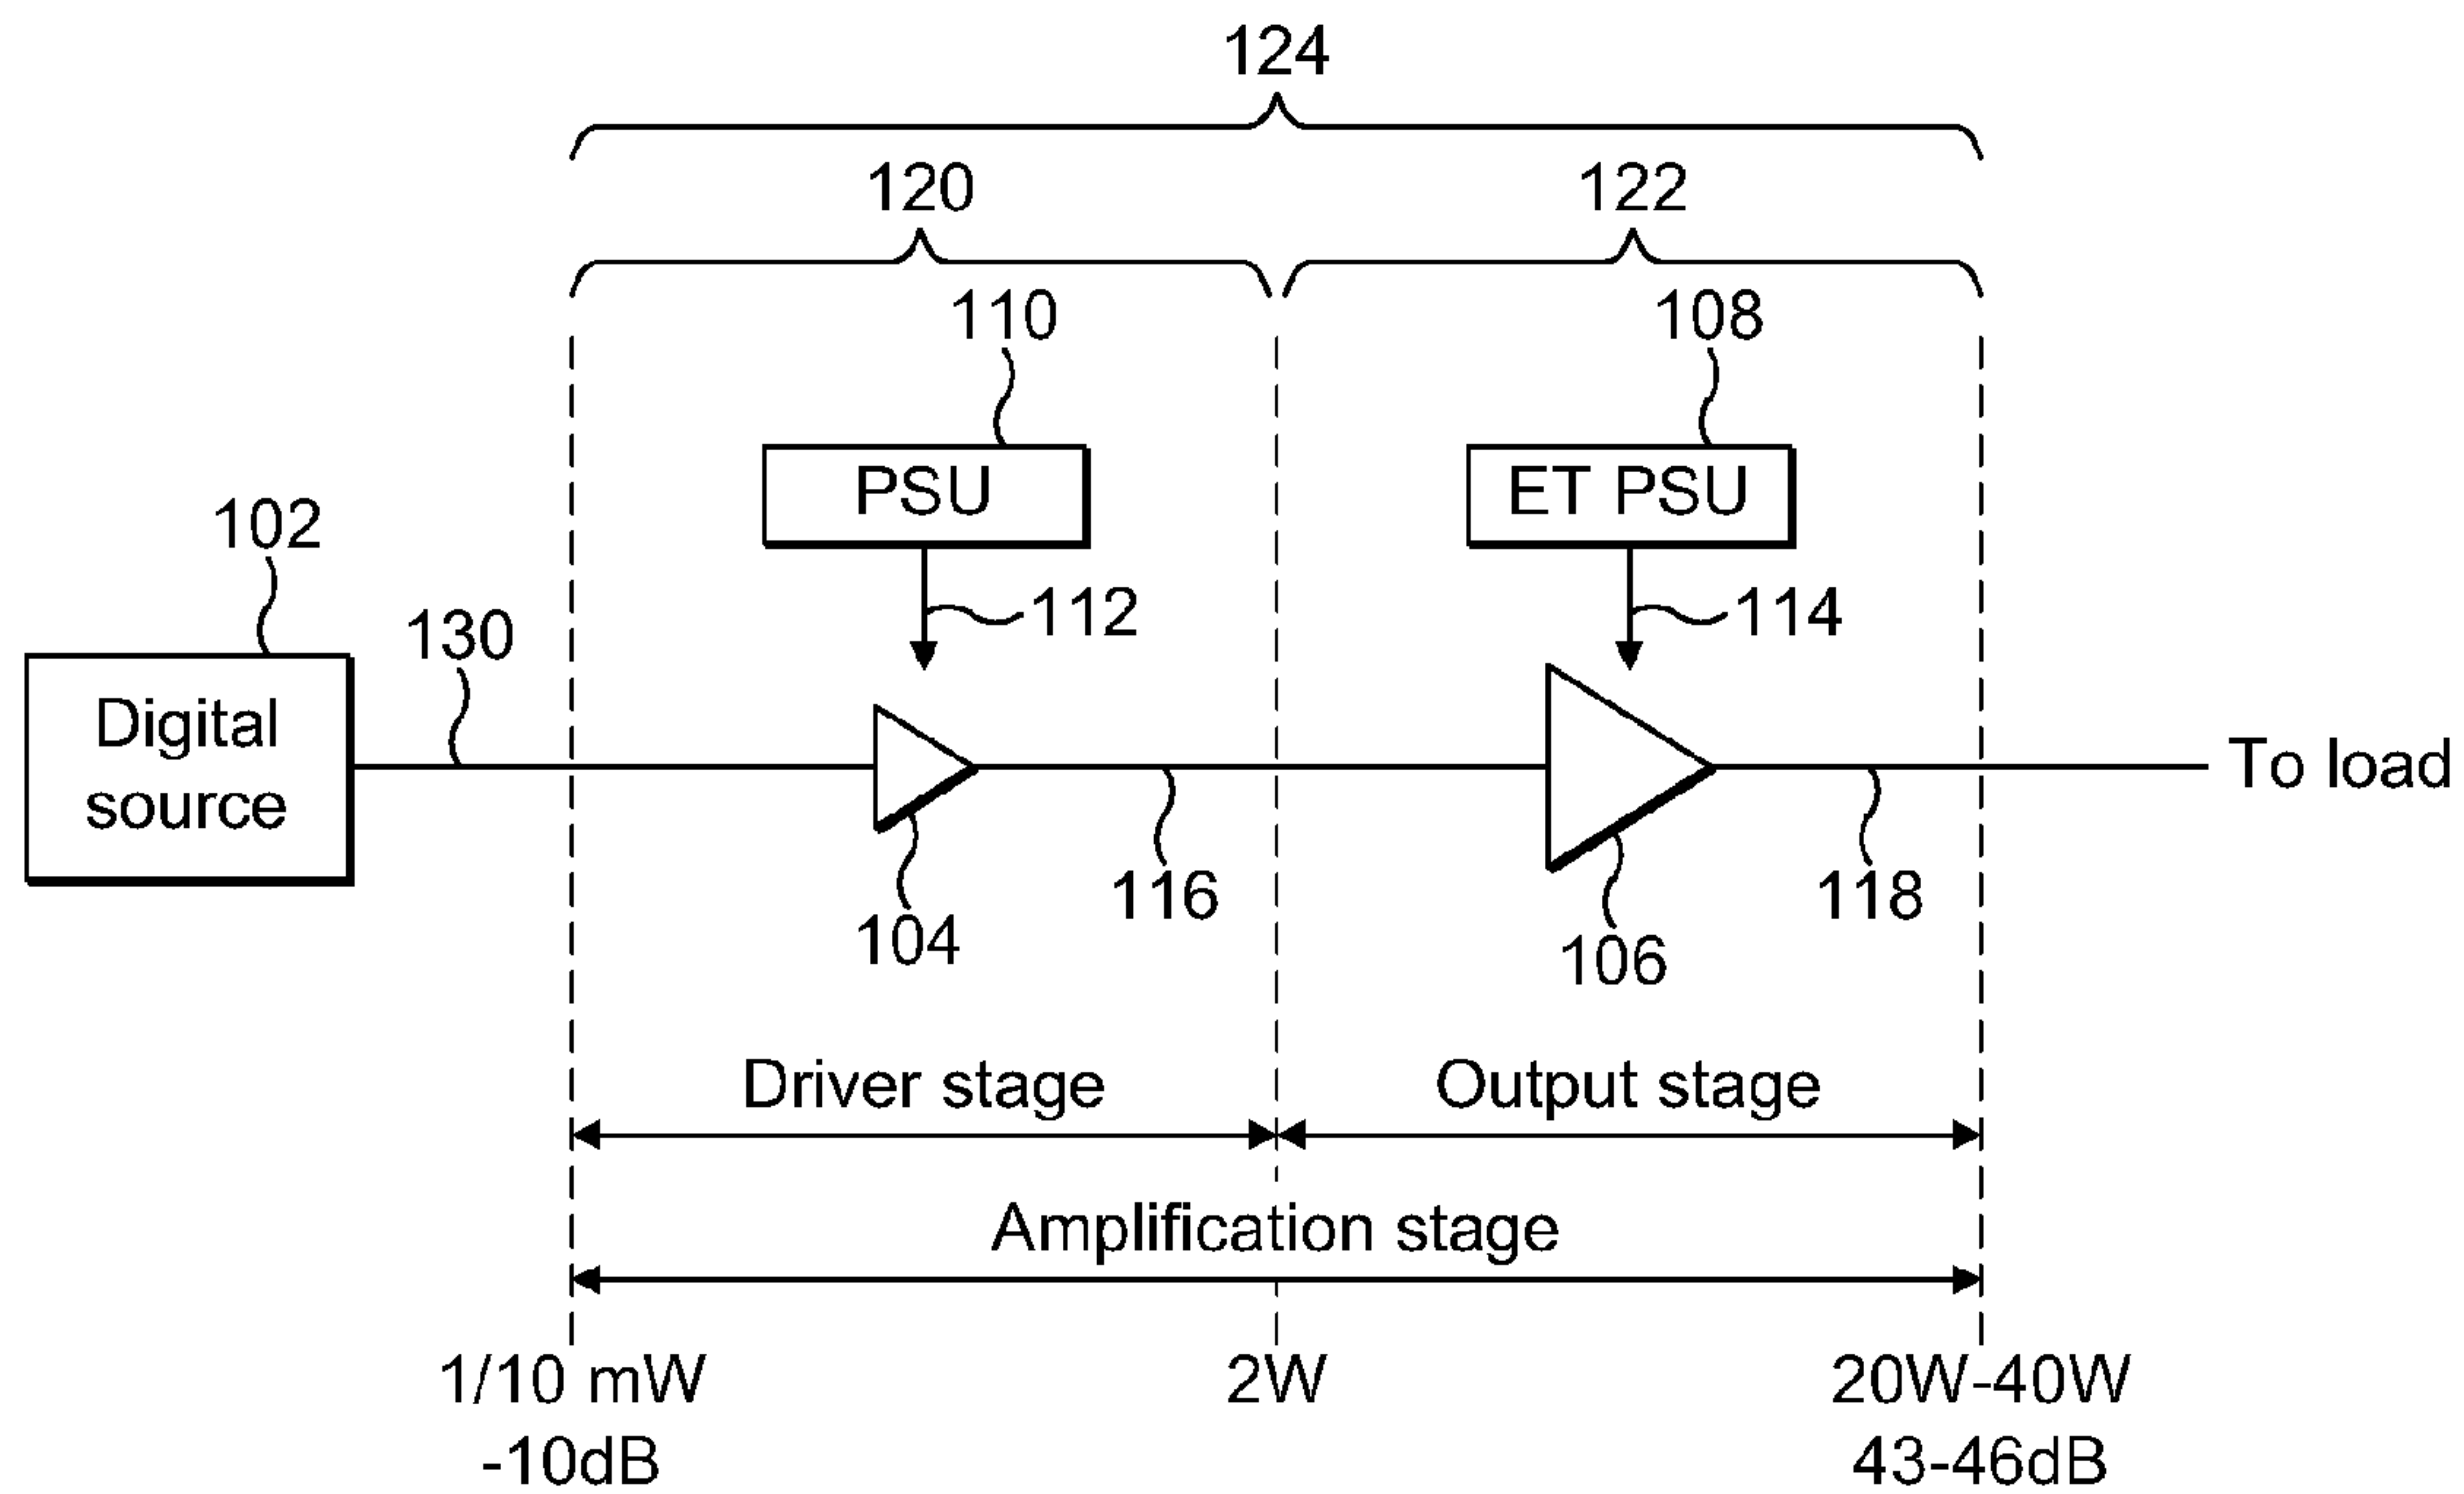 124
120
122
110
108
PSU
ET PSU
102
130
112
114
Digital
source
To load
104
116
106
118
Driver stage
Output stage
Amplification stage
1/10 mW
-10dB
2W
20W-40W
43-46dB